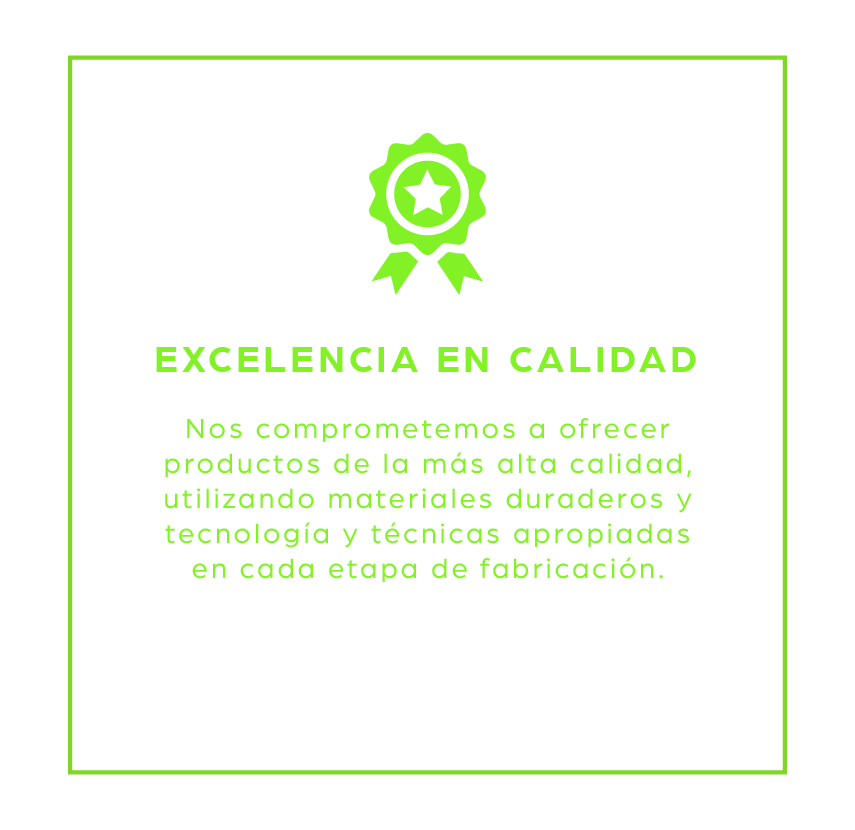 EXCELENCIA EN CALIDAD
Nos comprometemos a ofrecer
productos de la más alta calidad,
utilizando materiales duraderos y
tecnología y técnicas apropiadas
en cada etapa de fabricación.